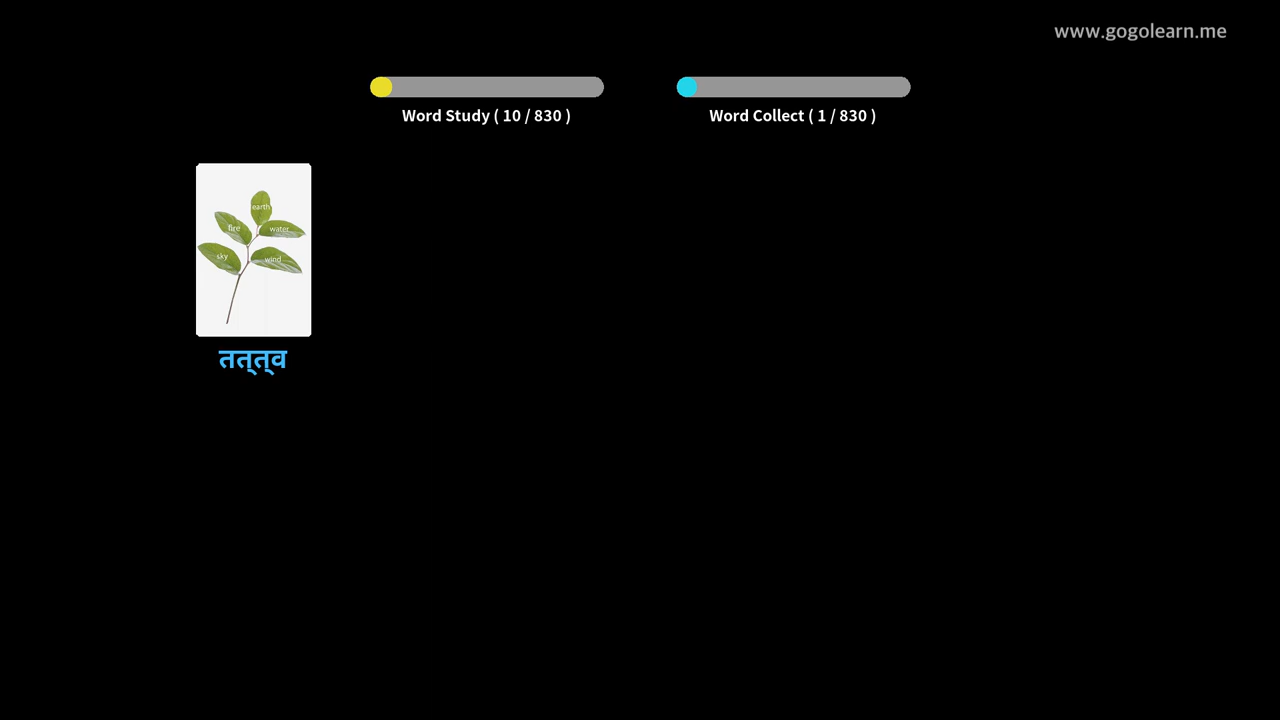 www.gogolearn.me
Word Study ( 10 / 830 )
Word Collect ( 1 / 830 )
earth
fire
water
sky
wind
तत्त्व